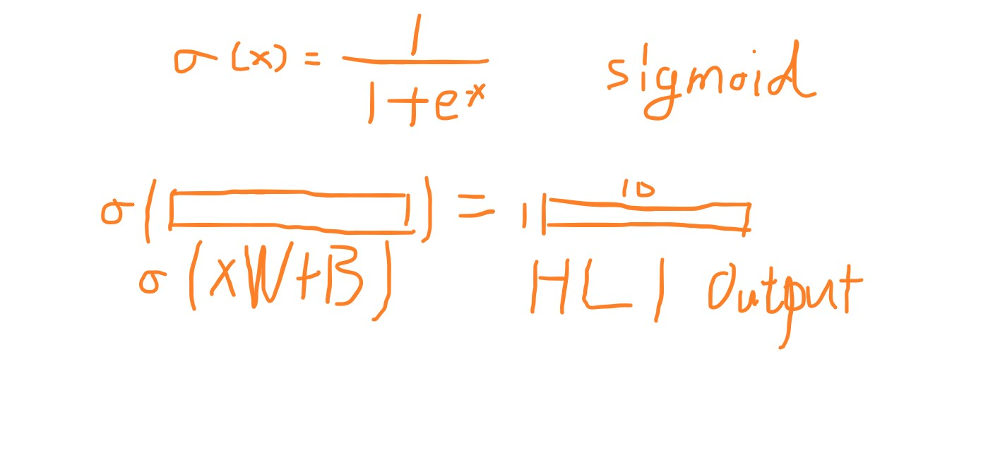 σ(x) = 1 / 1+e^-x sigmoid
10
σ( ) = 1
σ(XW+B) HL1 Output